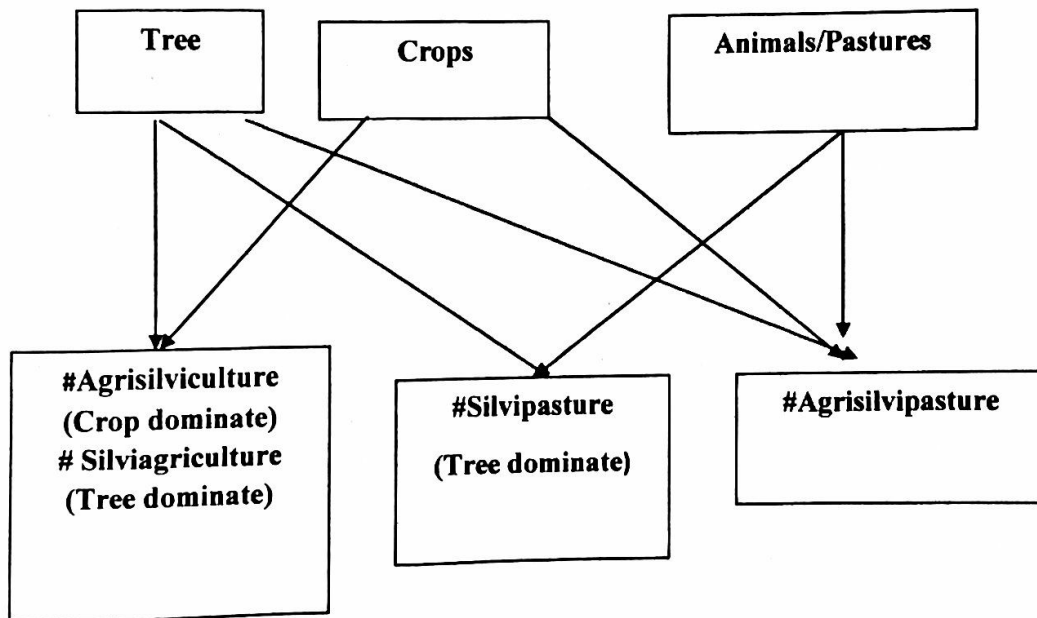 Tree
Crops
Animals/Pastures
#Agrisilviculture
(Crop dominate)
# Silviagriculture
(Tree dominate)
#Silvipasture
(Tree dominate)
#Agrisilvipasture